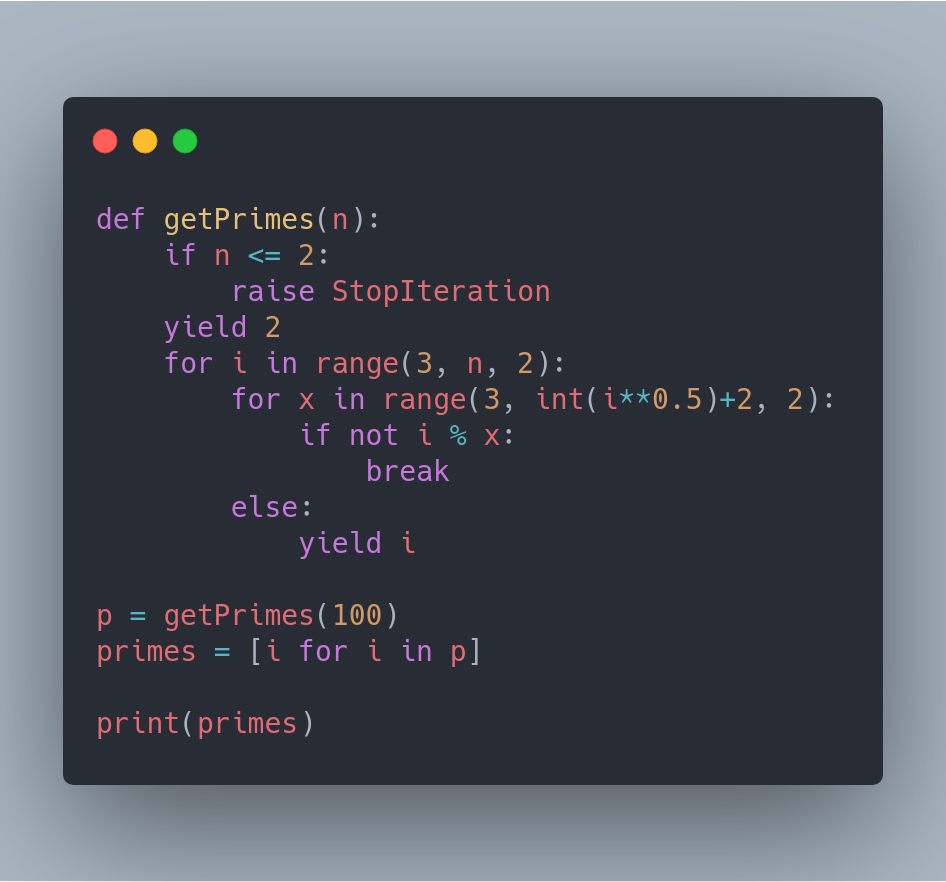 def getPrimes(n):
    if n <= 2:
        raise StopIteration
    yield 2
    for i in range(3, n, 2):
        for x in range(3, int(i**0.5)+2, 2):
            if not i % x:
                break
        else:
            yield i

p = getPrimes(100)
primes = [i for i in p]

print(primes)